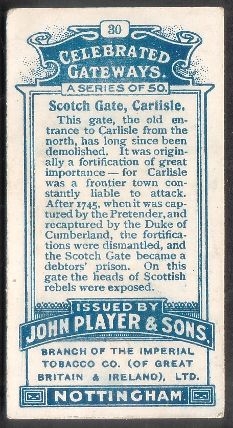 30
CELEBRATED
GATEWAYS.
A SERIES OF 50.
Scotch Gate, Carlisle.
This gate, the old en-
trance to Carlisle from the
north, has long since been
demolished. It was origin-
ally a fortification of great
importance — for Carlisle
was a frontier town con-
stantly liable to attack.
After 1745, when it was cap-
tured by the Pretender, and
recaptured by the Duke of
Cumberland, the fortifica-
tions were dismantled, and
the Scotch Gate became a
debtors' prison. On this
gate the heads of Scottish
rebels were exposed.
ISSUED BY
JOHN PLAYER & SONS.
BRANCH OF THE IMPERIAL
TOBACCO CO. (OF GREAT
BRITAIN & IRELAND), LTD.
NOTTINGHAM.